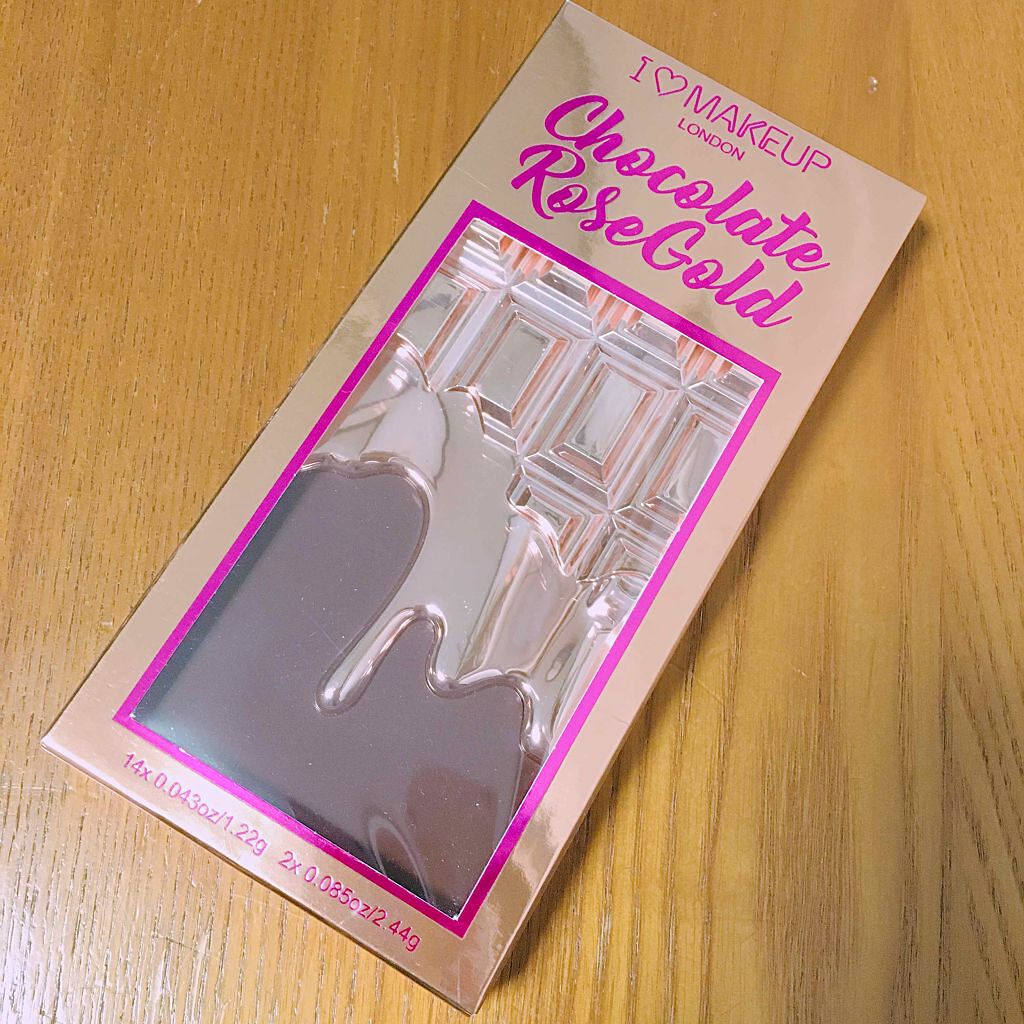 I♡MAKEUP
LONDON
Chocolate
RoseGold
14x 0.043oz/1.22g 2x 0.085oz/2.44g